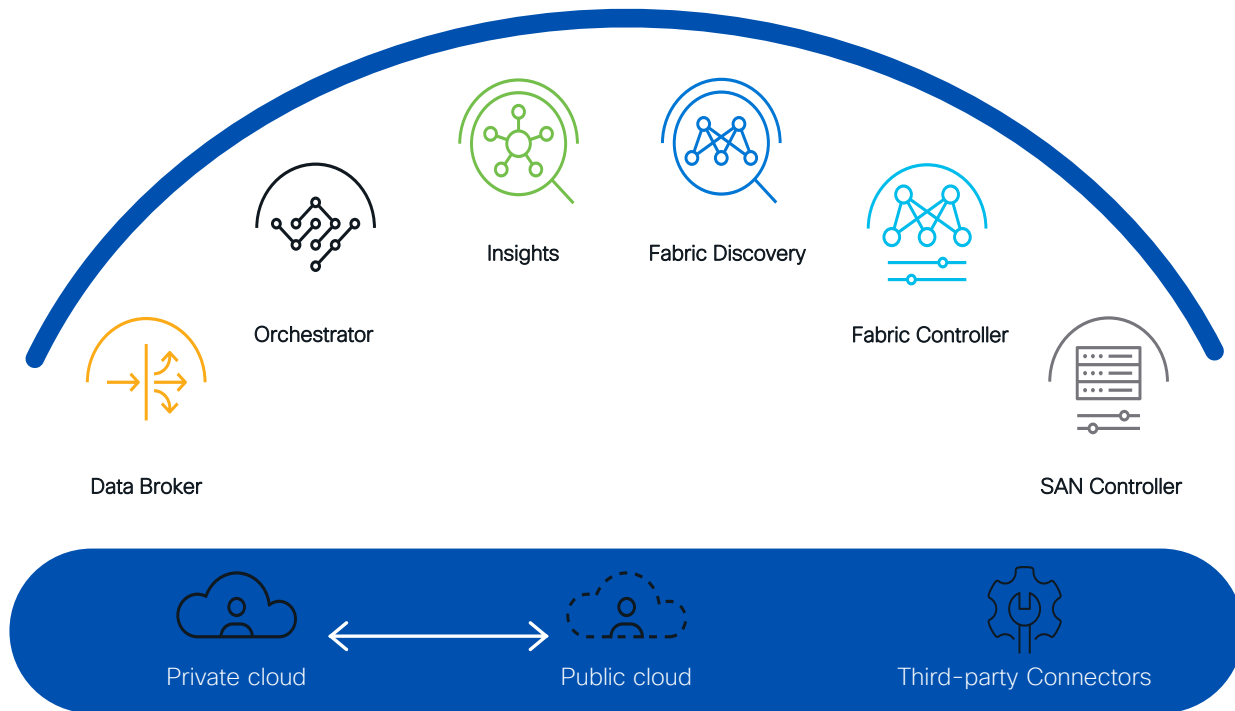 Insights
Fabric Discovery
Orchestrator
Fabric Controller
Data Broker
SAN Controller
Private cloud
Public cloud
Third-party Connectors